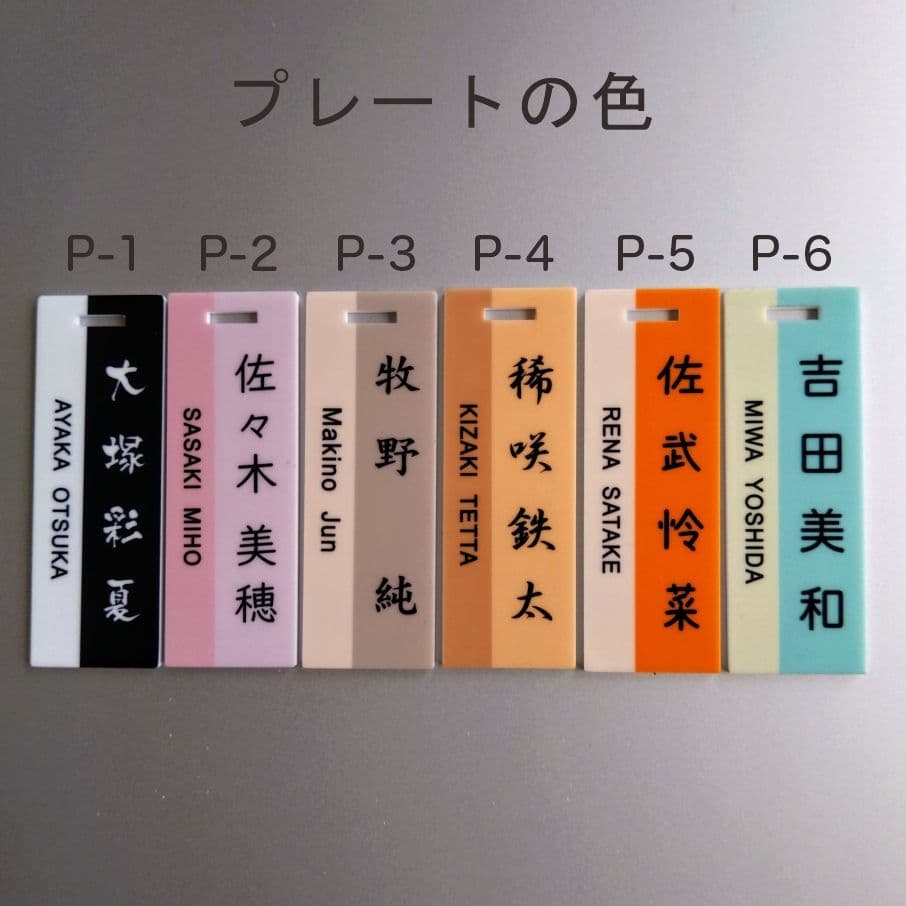 プレートの色
P-1 P-2 P-3 P-4 P-5 P-6
大塚彩夏
AYAKA OTSUKA
佐々木美穂
SASAKI MIHO
牧野 純
Makino Jun
稀咲鉄太
KIZAKI TETTA
佐武怜菜
RENA SATAKE
吉田美和
MIWA YOSHIDA